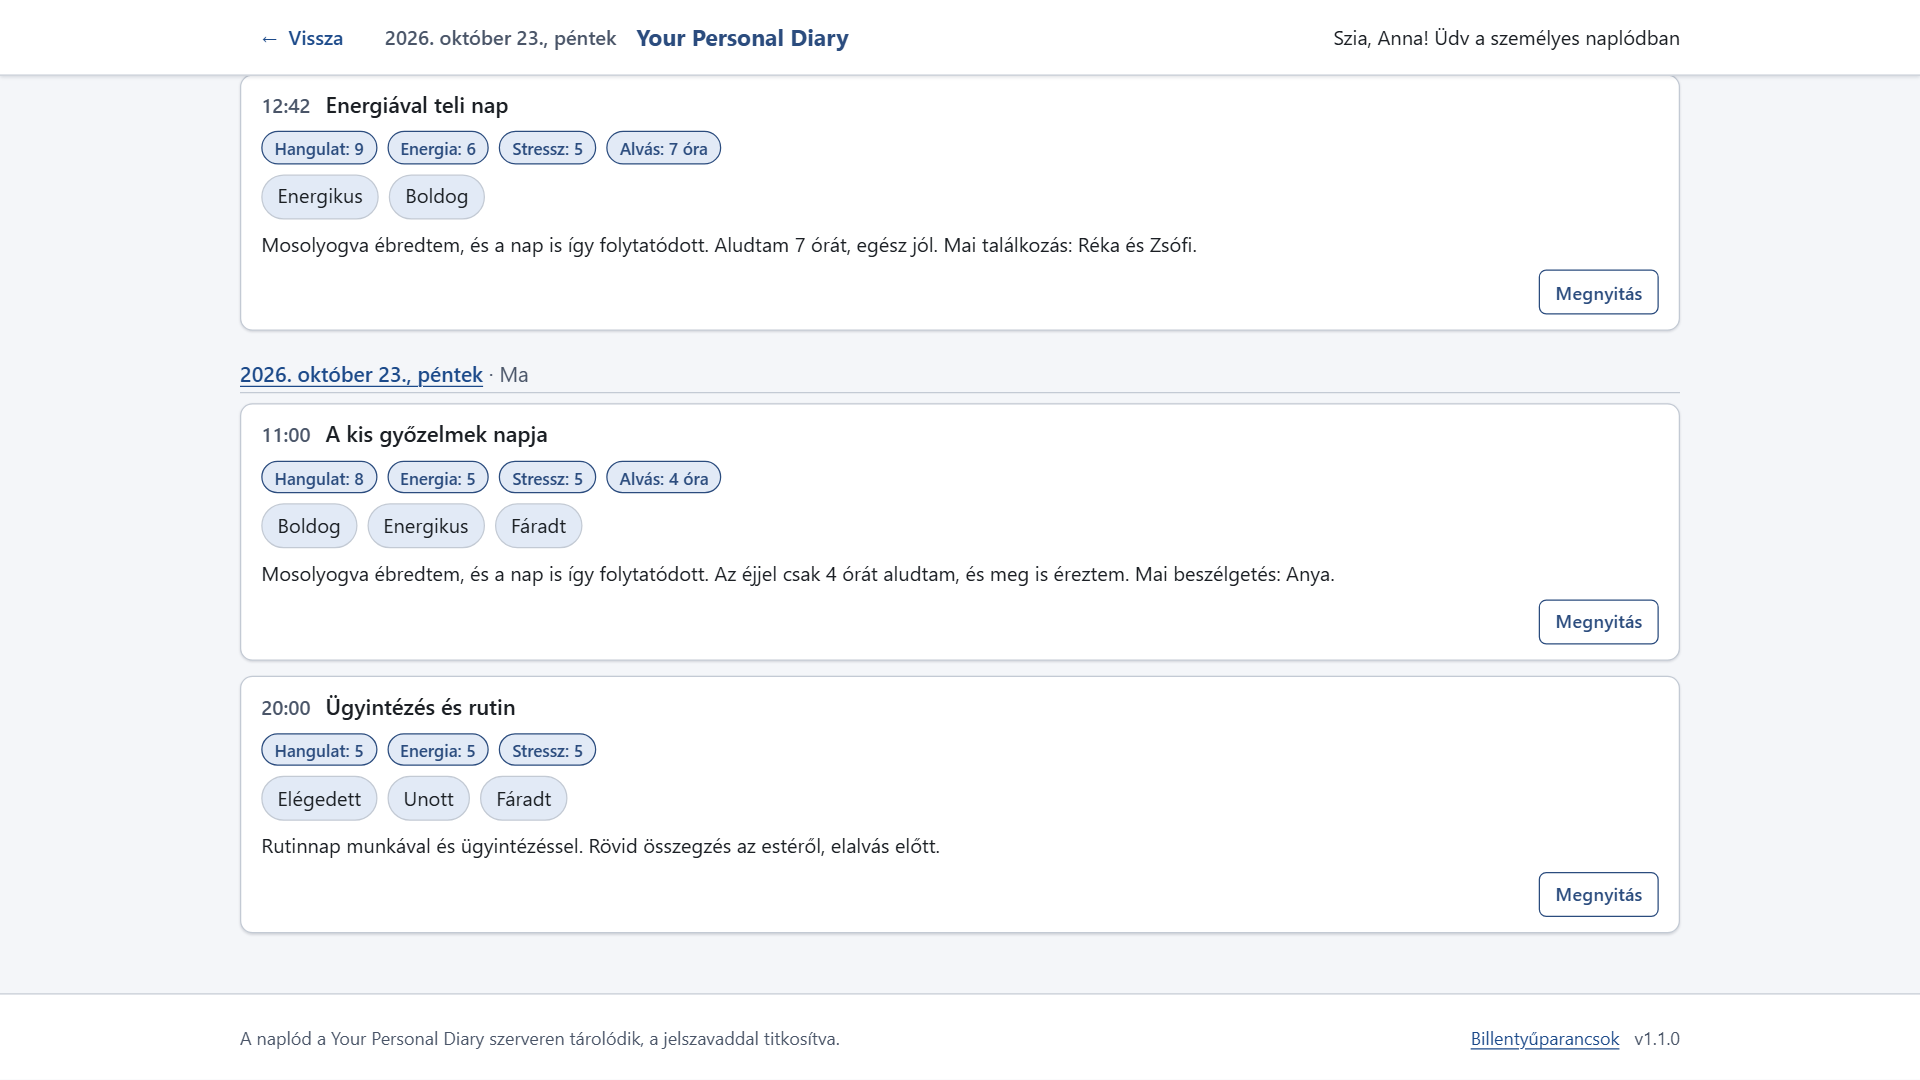 ← Vissza 2026. október 23., péntek Your Personal Diary Szia, Anna! Üdv a személyes naplódban
12:42 Energiával teli nap
Hangulat: 9 Energia: 6 Stressz: 5 Alvás: 7 óra
Energikus Boldog
Mosolyogva ébredtem, és a nap is így folytatódott. Aludtam 7 órát, egész jól. Mai találkozás: Réka és Zsófi.
Megnyitás
2026. október 23., péntek · Ma
11:00 A kis győzelmek napja
Hangulat: 8 Energia: 5 Stressz: 5 Alvás: 4 óra
Boldog Energikus Fáradt
Mosolyogva ébredtem, és a nap is így folytatódott. Az éjjel csak 4 órát aludtam, és meg is éreztem. Mai beszélgetés: Anya.
Megnyitás
20:00 Ügyintézés és rutin
Hangulat: 5 Energia: 5 Stressz: 5
Elégedett Unott Fáradt
Rutinnap munkával és ügyintézéssel. Rövid összegzés az estéről, elalvás előtt.
Megnyitás
A naplód a Your Personal Diary szerveren tárolódik, a jelszavaddal titkosítva. Billentyűparancsok v1.1.0